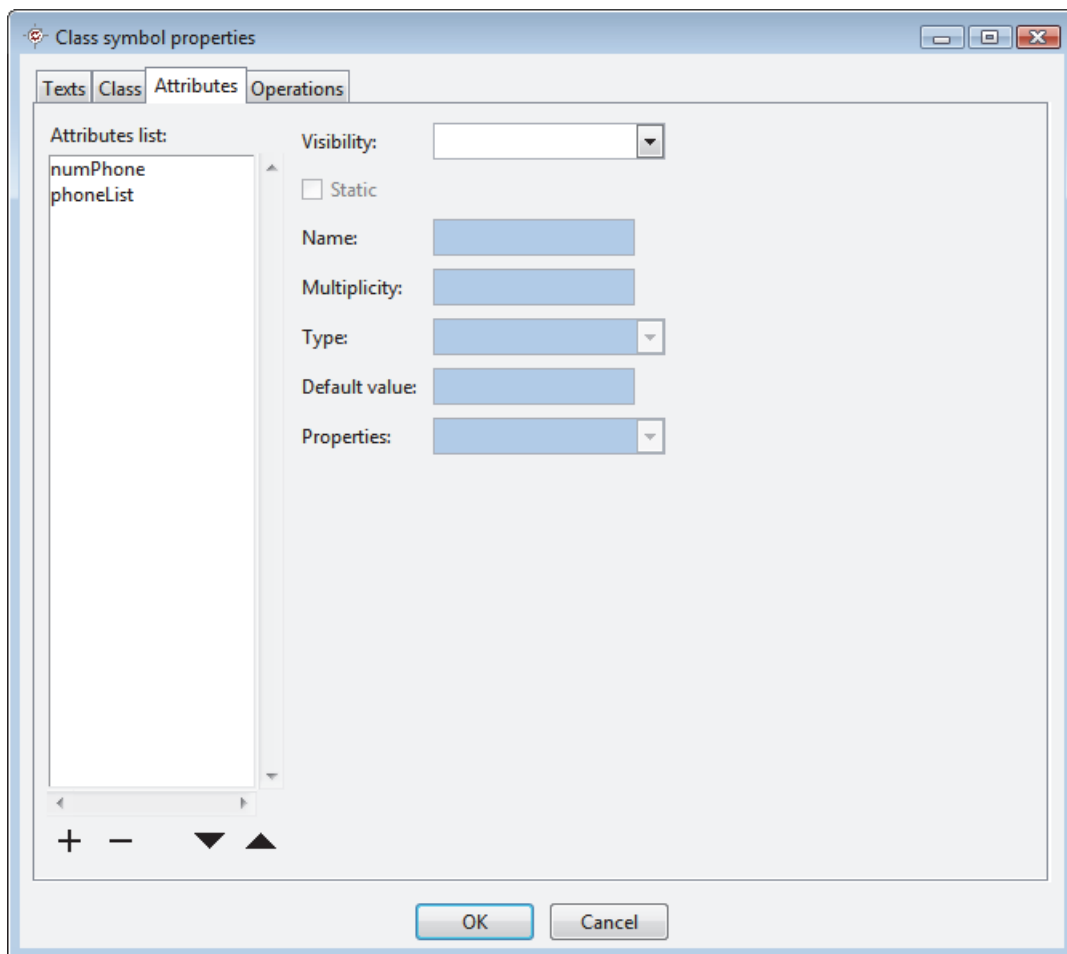 Class symbol properties
Texts Class Attributes Operations
Attributes list:
numPhone
phoneList
Visibility:
Static
Name:
Multiplicity:
Type:
Default value:
Properties:
OK Cancel